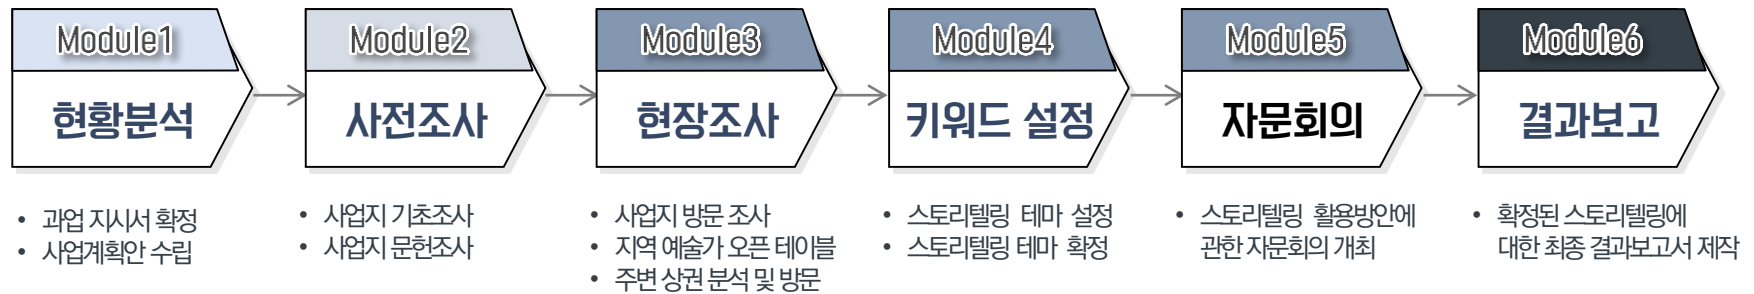 Module1
현황분석
• 과업 지시서 확정
• 사업계획안 수립
Module2
사전조사
• 사업지 기초조사
• 사업지 문헌조사
Module3
현장조사
• 사업지 방문 조사
• 지역 예술가 오픈 테이블
• 주변 상권 분석 및 방문
Module4
키워드 설정
• 스토리텔링 테마 설정
• 스토리텔링 테마 확정
Module5
자문회의
• 스토리텔링 활용방안에
관한 자문회의 개최
Module6
결과보고
• 확정된 스토리텔링에
대한 최종 결과보고서 제작